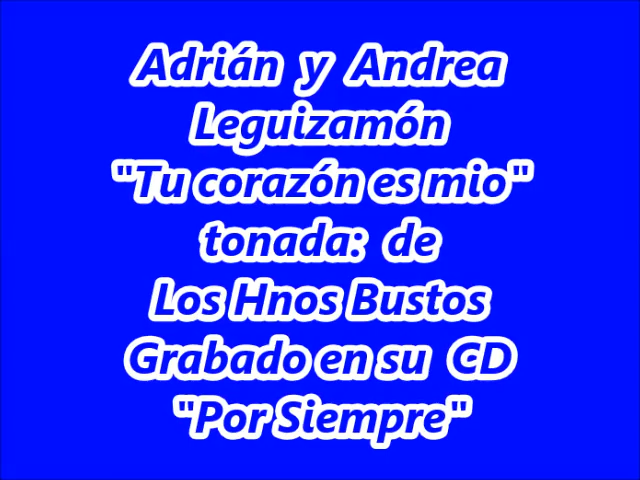 Adrián y Andrea
Leguizamón
"Tu corazón es mio"
tonada: de
Los Hnos Bustos
Grabado en su CD
"Por Siempre"